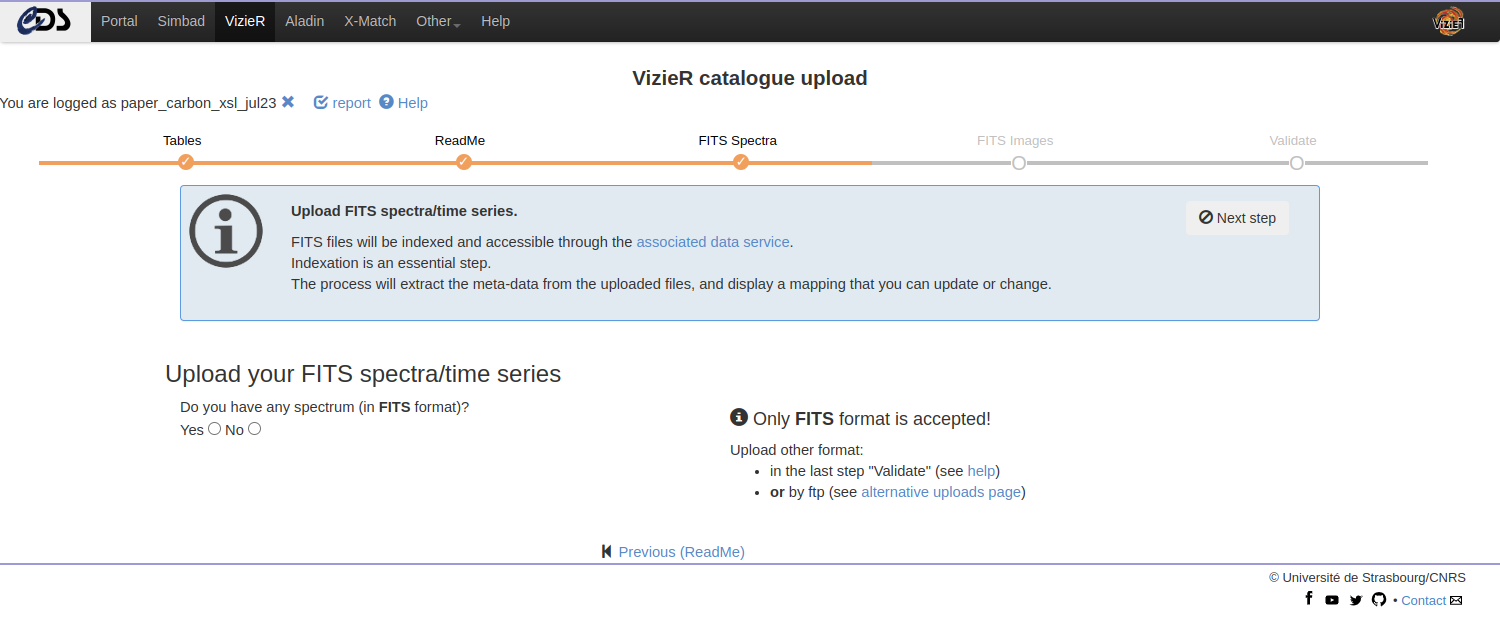 CDS Portal Simbad VizieR Aladin X-Match Other Help VizieR
VizieR catalogue upload
You are logged as paper_carbon_xsl_jul23 report Help
Tables ReadMe FITS Spectra FITS Images Validate
Upload FITS spectra/time series.
Next step
FITS files will be indexed and accessible through the associated data service.
Indexation is an essential step.
The process will extract the meta-data from the uploaded files, and display a mapping that you can update or change.
Upload your FITS spectra/time series
Do you have any spectrum (in FITS format)?
Yes No
Only FITS format is accepted!
Upload other format:
• in the last step "Validate" (see help)
• or by ftp (see alternative uploads page)
Previous (ReadMe)
© Université de Strasbourg/CNRS
• Contact